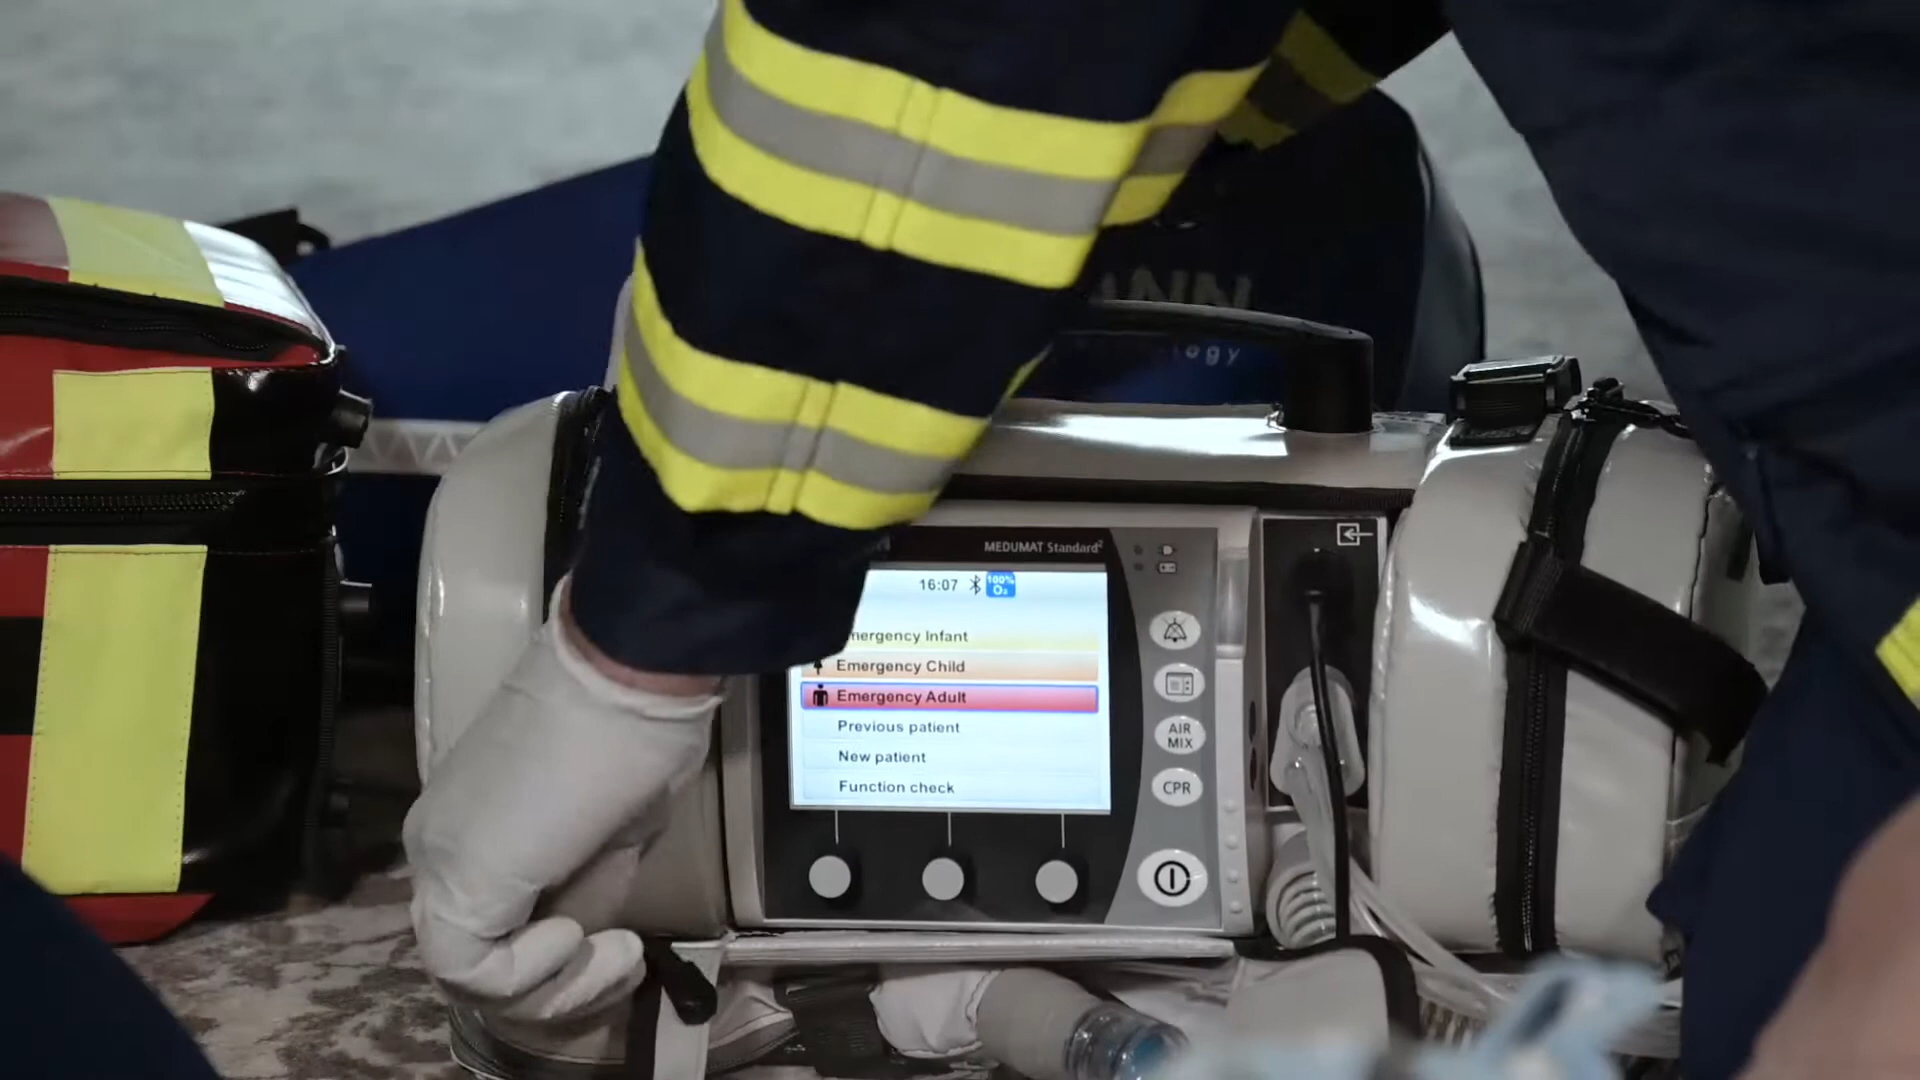 NN
ogy
MEDUMAT Standard²
16:07 100% O₂
mergency Infant
Emergency Child
Emergency Adult
Previous patient
New patient
Function check
AIR
MIX
CPR